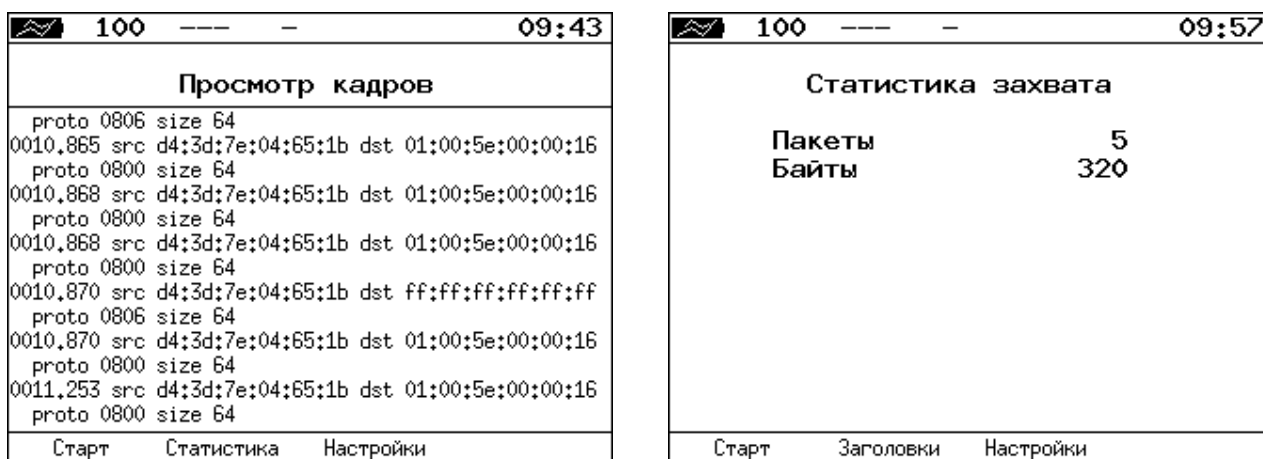 100 --- - 09:43
Просмотр кадров
proto 0806 size 64
0010.865 src d4:3d:7e:04:65:1b dst 01:00:5e:00:00:16
proto 0800 size 64
0010.868 src d4:3d:7e:04:65:1b dst 01:00:5e:00:00:16
proto 0800 size 64
0010.868 src d4:3d:7e:04:65:1b dst 01:00:5e:00:00:16
proto 0800 size 64
0010.870 src d4:3d:7e:04:65:1b dst ff:ff:ff:ff:ff:ff
proto 0806 size 64
0010.870 src d4:3d:7e:04:65:1b dst 01:00:5e:00:00:16
proto 0800 size 64
0011.253 src d4:3d:7e:04:65:1b dst 01:00:5e:00:00:16
proto 0800 size 64
Старт Статистика Настройки
100 --- - 09:57
Статистика захвата
Пакеты 5
Байты 320
Старт Заголовки Настройки